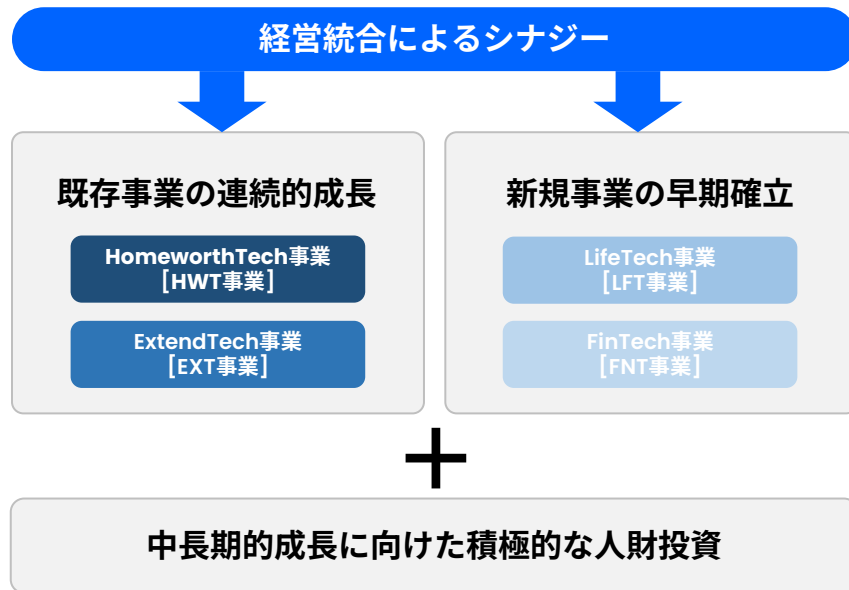 経営統合によるシナジー
既存事業の連続的成長
HomeworthTech事業
[HWT事業]
ExtendTech事業
[EXT事業]
新規事業の早期確立
LifeTech事業
[LFT事業]
FinTech事業
[FNT事業]
+
中長期的成長に向けた積極的な人財投資